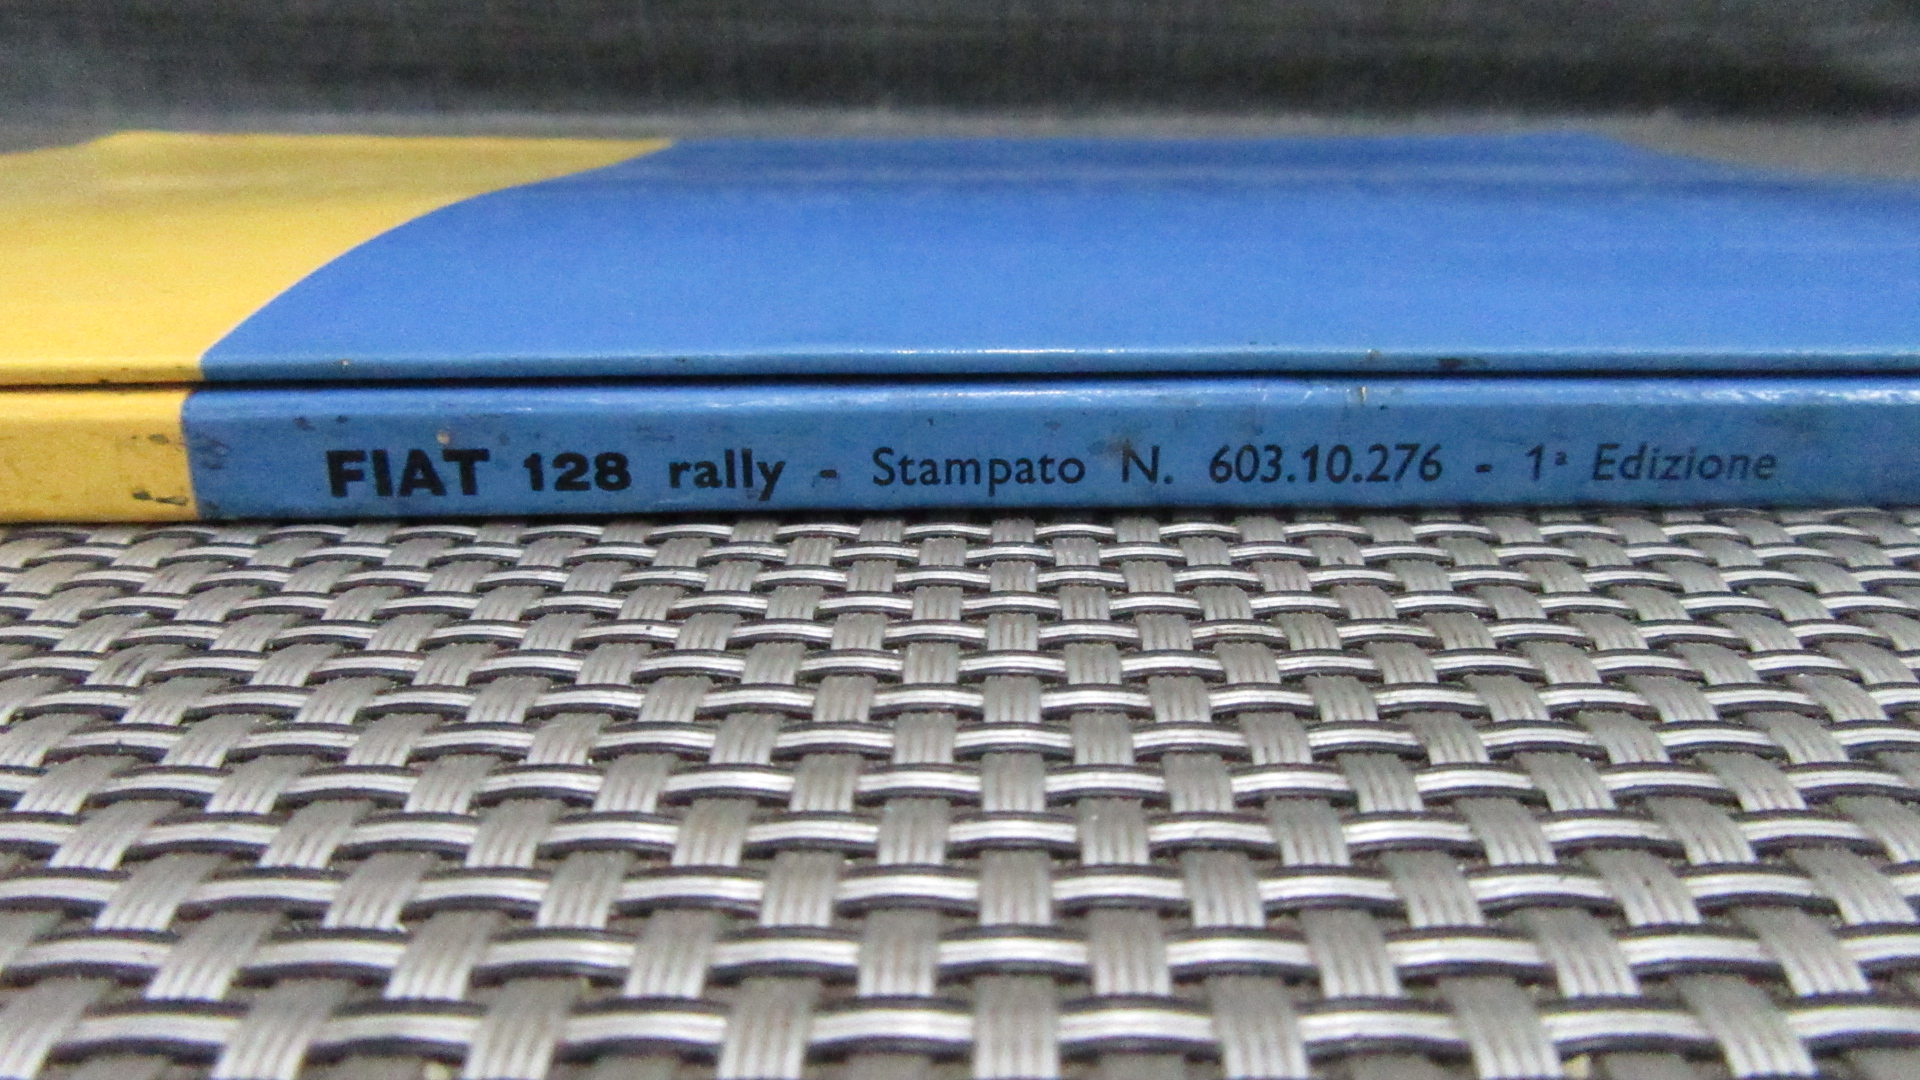 FIAT 128 rally - Stampato N. 603.10.276 - 1ª Edizione